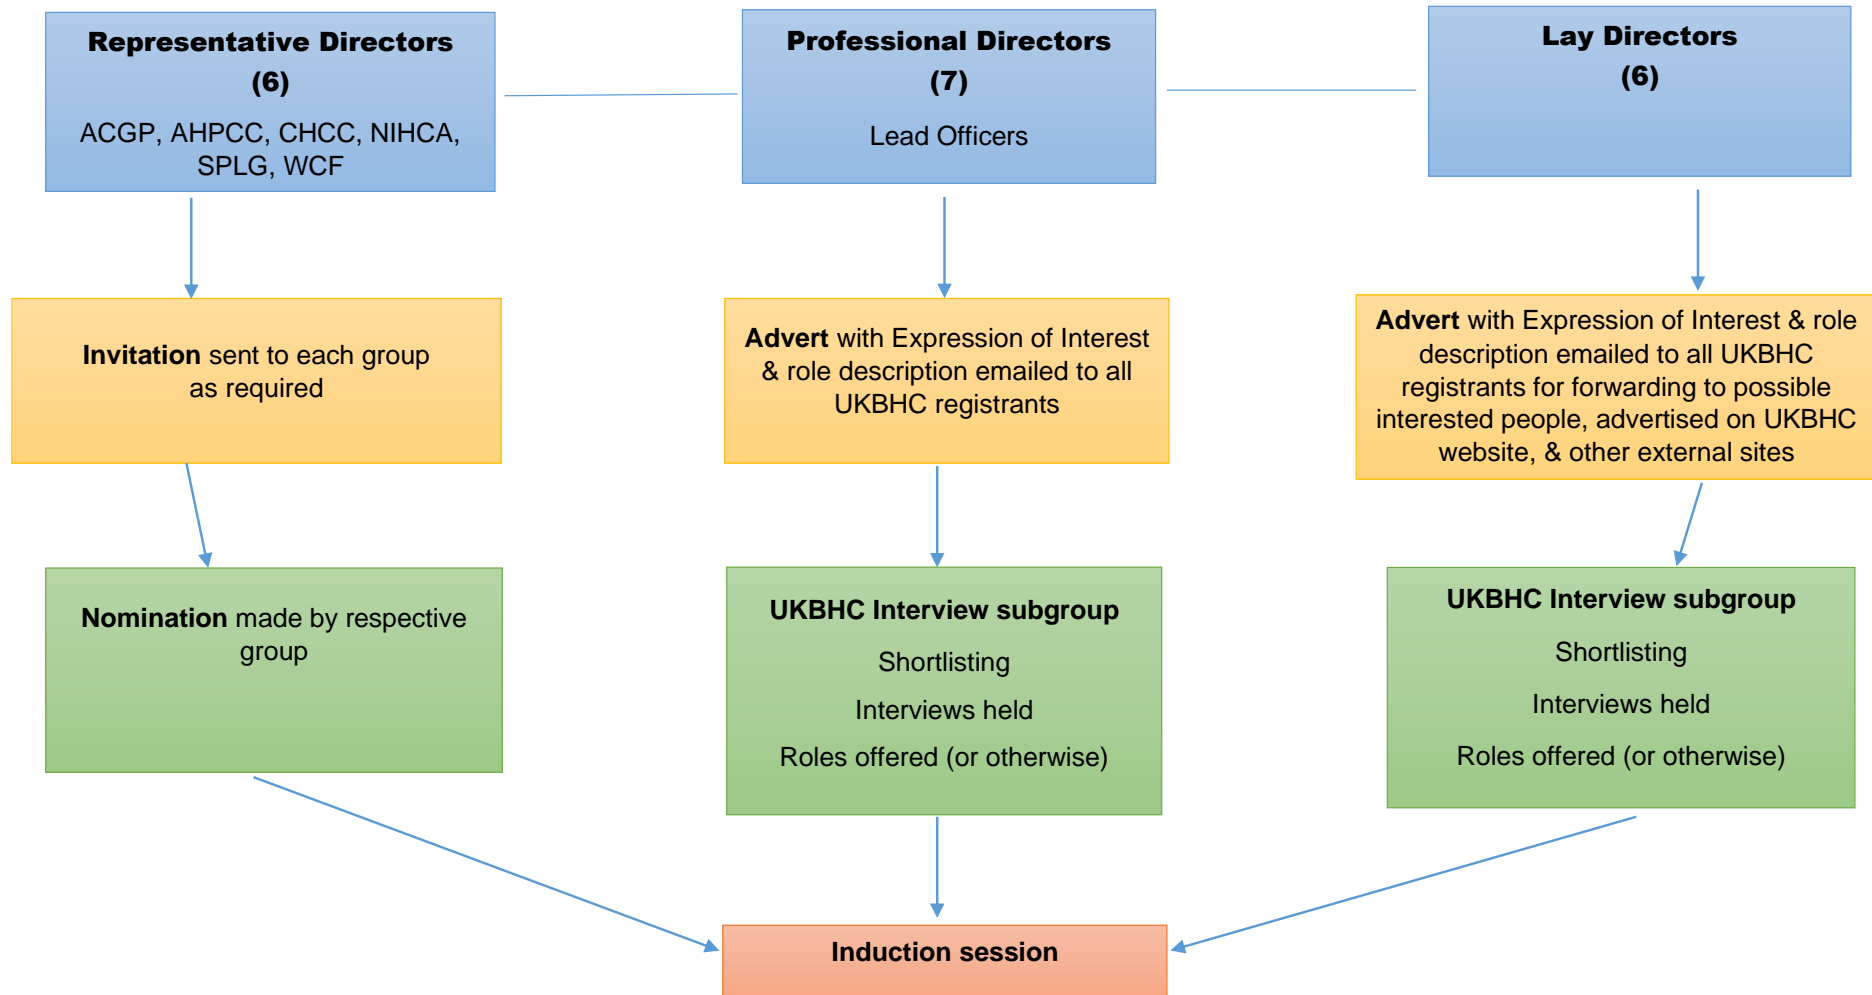 Representative Directors
(6)
ACGP, AHPCC, CHCC, NIHCA,
SPLG, WCF
Professional Directors
(7)
Lead Officers
Lay Directors
(6)
Invitation sent to each group
as required
Advert with Expression of Interest
& role description emailed to all
UKBHC registrants
Advert with Expression of Interest & role
description emailed to all UKBHC
registrants for forwarding to possible
interested people, advertised on UKBHC
website, & other external sites
Nomination made by respective
group
UKBHC Interview subgroup
Shortlisting
Interviews held
Roles offered (or otherwise)
UKBHC Interview subgroup
Shortlisting
Interviews held
Roles offered (or otherwise)
Induction session